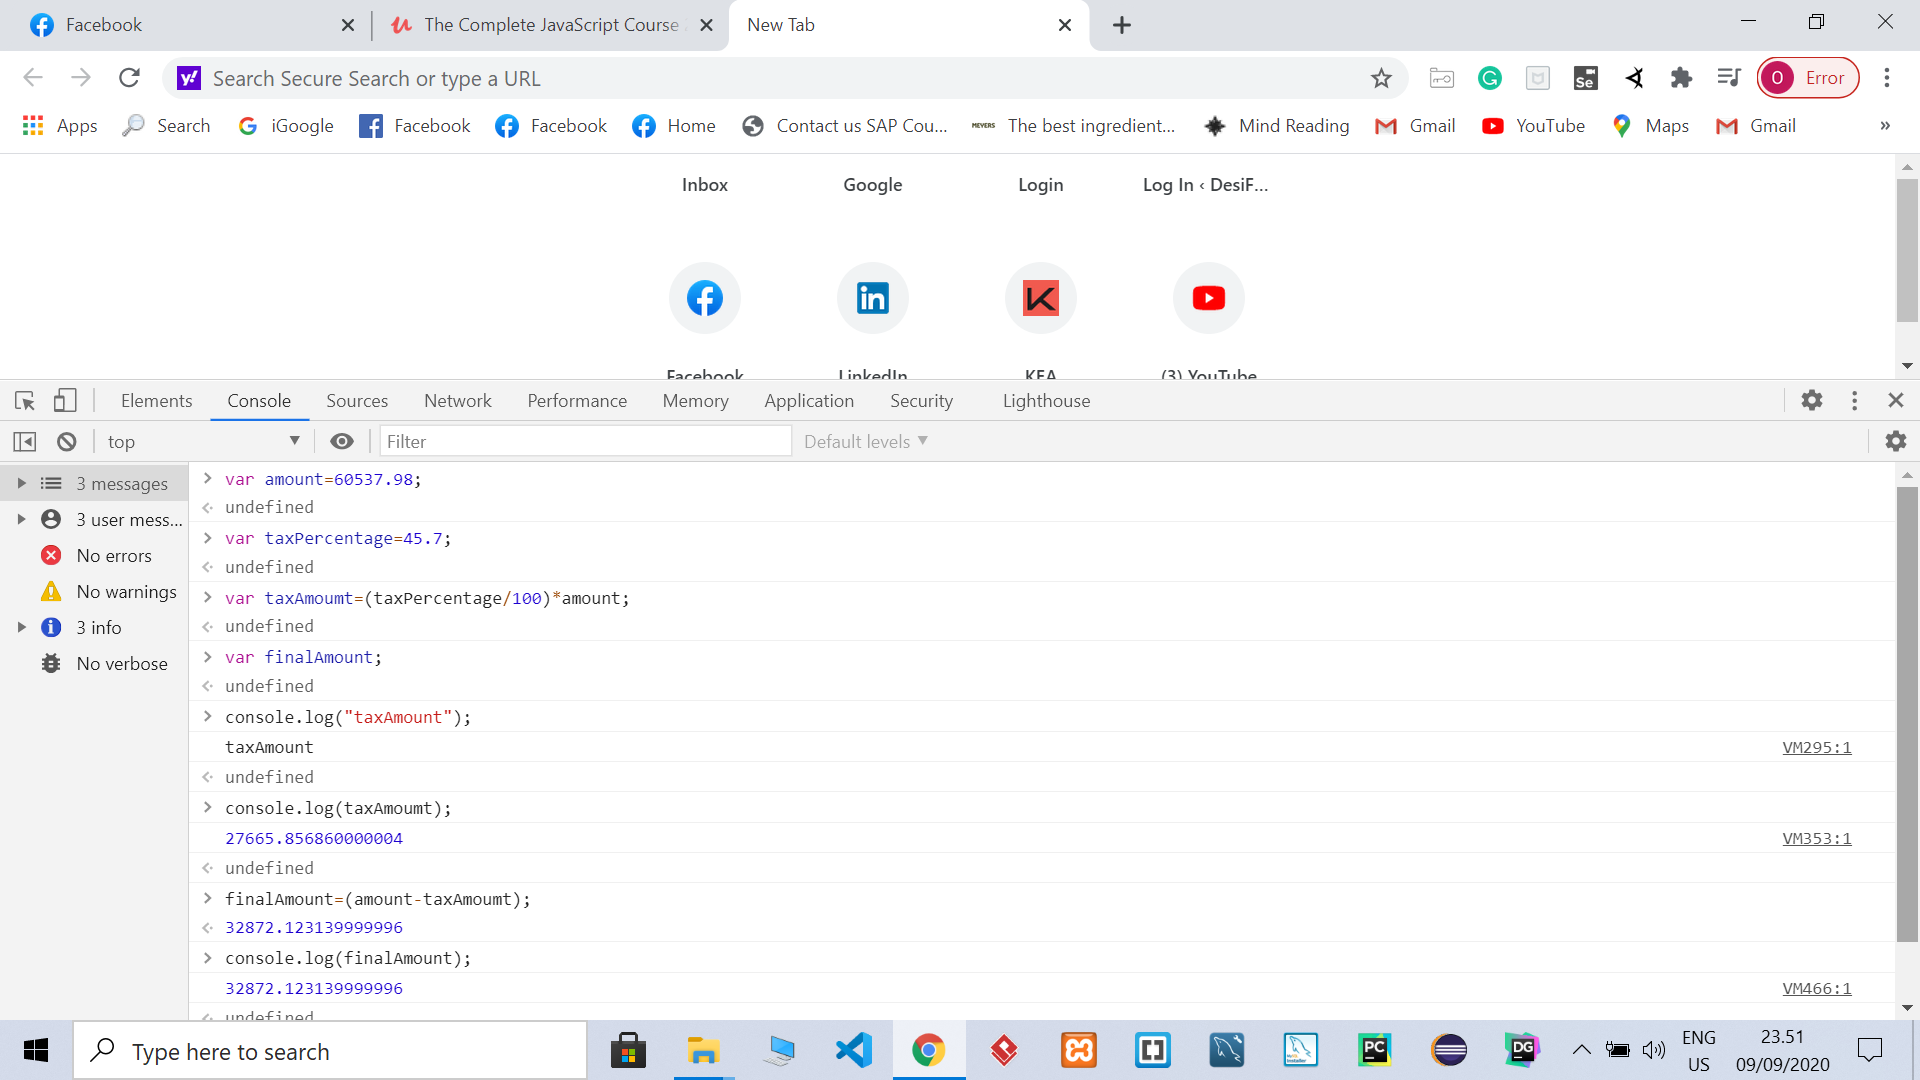 Facebook
The Complete JavaScript Course
New Tab
Search Secure Search or type a URL
Se
O Error
Apps Search iGoogle Facebook Facebook Home Contact us SAP Cou... MEYERS The best ingredient... Mind Reading Gmail YouTube Maps Gmail »
Inbox Google Login Log In ‹ DesiF...
Facebook LinkedIn KEA (3) YouTube
Elements Console Sources Network Performance Memory Application Security Lighthouse
top Filter Default levels
3 messages
3 user mess...
No errors
No warnings
3 info
No verbose
> var amount=60537.98;
undefined
> var taxPercentage=45.7;
undefined
> var taxAmoumt=(taxPercentage/100)*amount;
undefined
> var finalAmount;
undefined
> console.log("taxAmount");
taxAmount VM295:1
undefined
> console.log(taxAmoumt);
27665.856860000004 VM353:1
undefined
> finalAmount=(amount-taxAmoumt);
32872.123139999996
> console.log(finalAmount);
32872.123139999996 VM466:1
undefined
Type here to search
PC
DG
ENG
US
23.51
09/09/2020